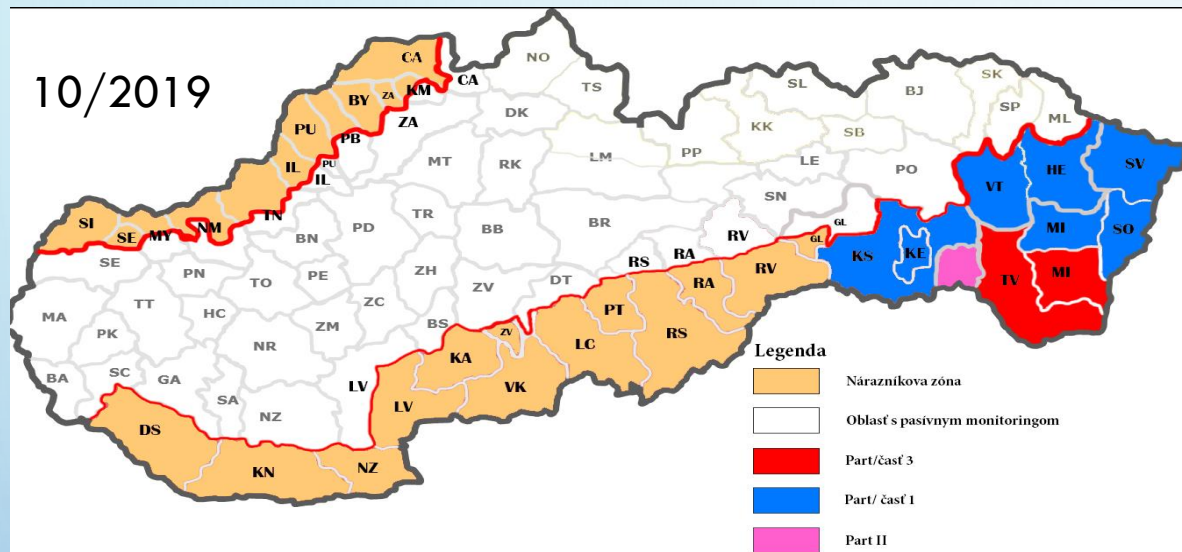 10/2019
CA
NO
CA
TS
SL
SK
BJ
SP
ML
BY
ZA
KM
ZA
DK
PU
PB
KK
SB
IL
PU
IL
MT
RK
LM
PP
LE
PO
VT
HE
SV
SI
SE
MY
NM
TN
SN
GL
SE
PN
BN
PD
TR
BB
BR
RV
GL
KS
KE
MI
SO
TO
PE
ZH
RS
RA
RV
TV
MI
MA
TT
HC
ZC
ZV
DT
RA
PK
NR
ZM
BS
ZV
PT
RS
BA
SC
GA
SA
NZ
LV
KA
LC
VK
LV
DS
KN
NZ
Legenda
Nárazníkova zóna
Oblasť s pasívnym monitoringom
Part/časť 3
Part/ časť 1
Part II